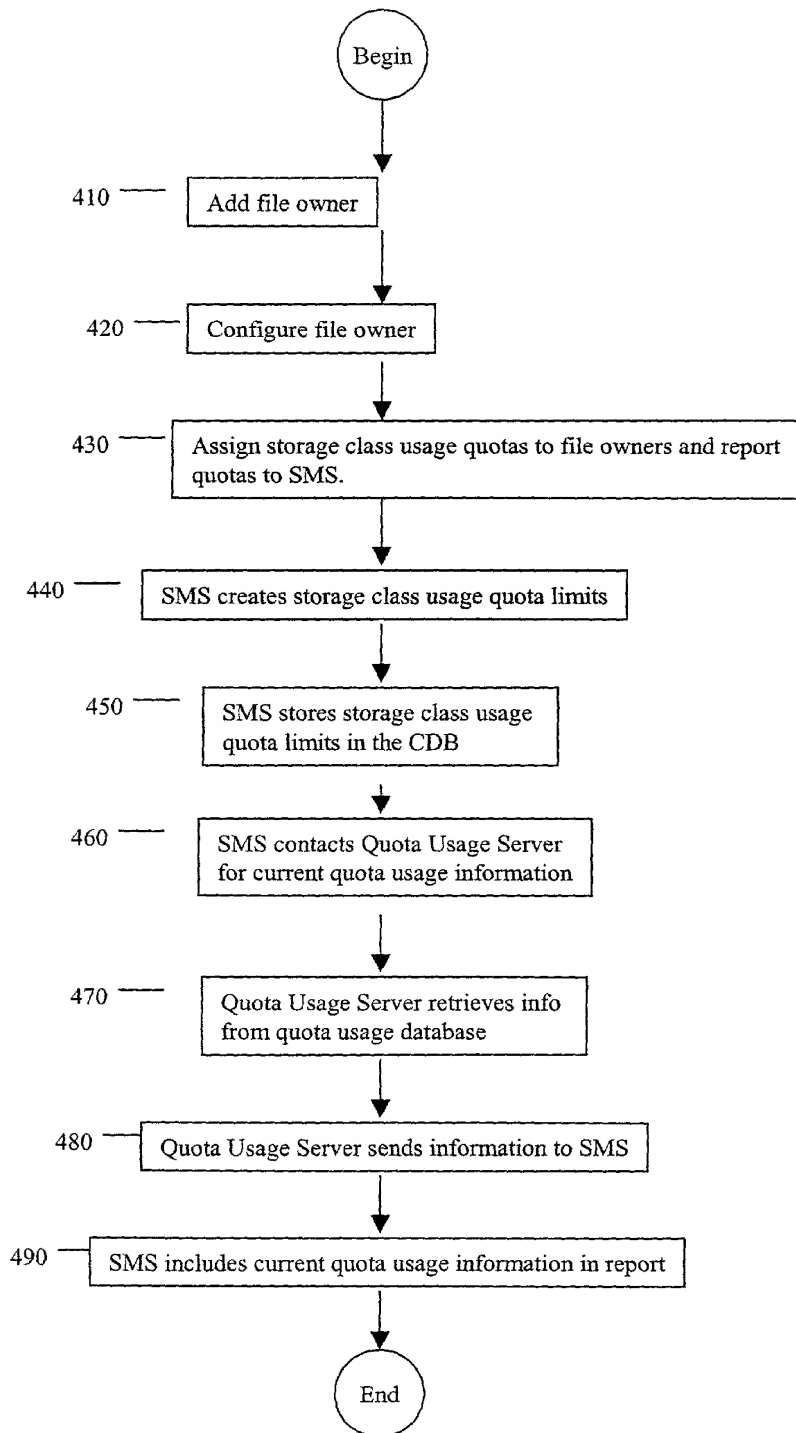 Begin
410
Add file owner
420
Configure file owner
430
Assign storage class usage quotas to file owners and report
quotas to SMS.
440
SMS creates storage class usage quota limits
450
SMS stores storage class usage
quota limits in the CDB
460
SMS contacts Quota Usage Server
for current quota usage information
470
Quota Usage Server retrieves info
from quota usage database
480
Quota Usage Server sends information to SMS
490
SMS includes current quota usage information in report
End